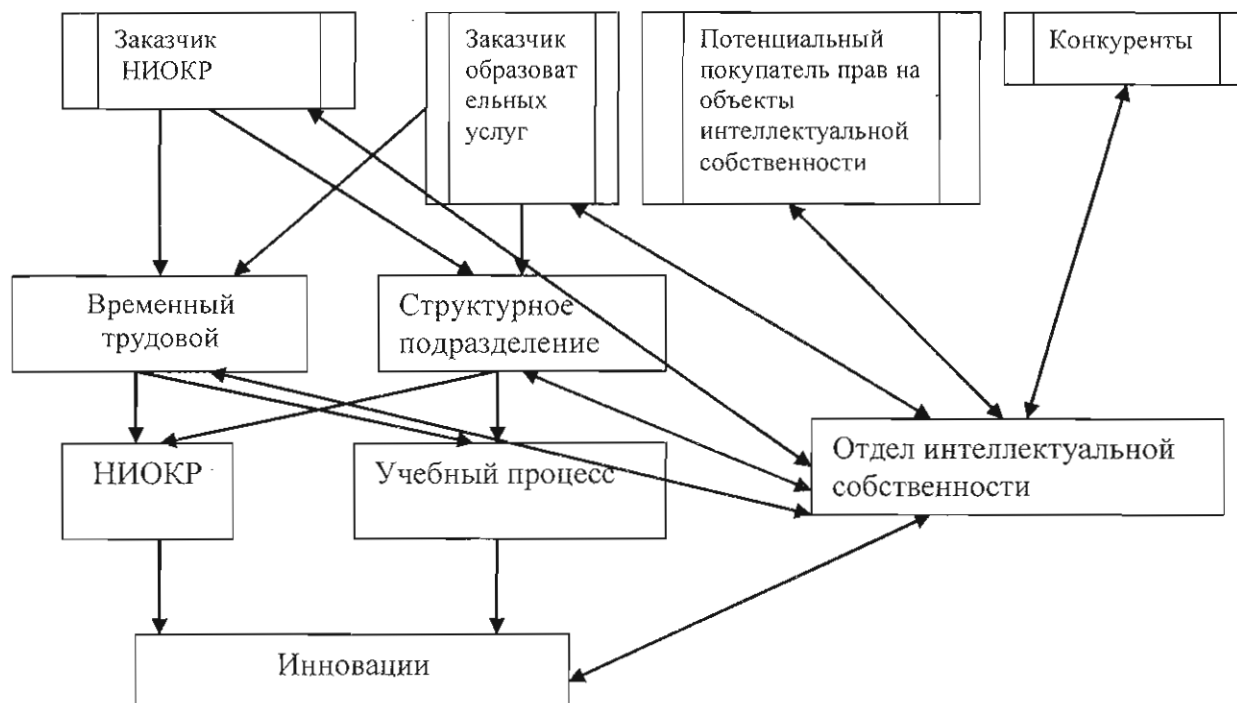 Заказчик
НИОКР
Заказчик
образоват
ельных
услуг
Потенциальный
покупатель прав на
объекты
интеллектуальной
собственности
Конкуренты
Временный
трудовой
Структурное
подразделение
НИОКР
Учебный процесс
Отдел интеллектуальной
собственности
Инновации